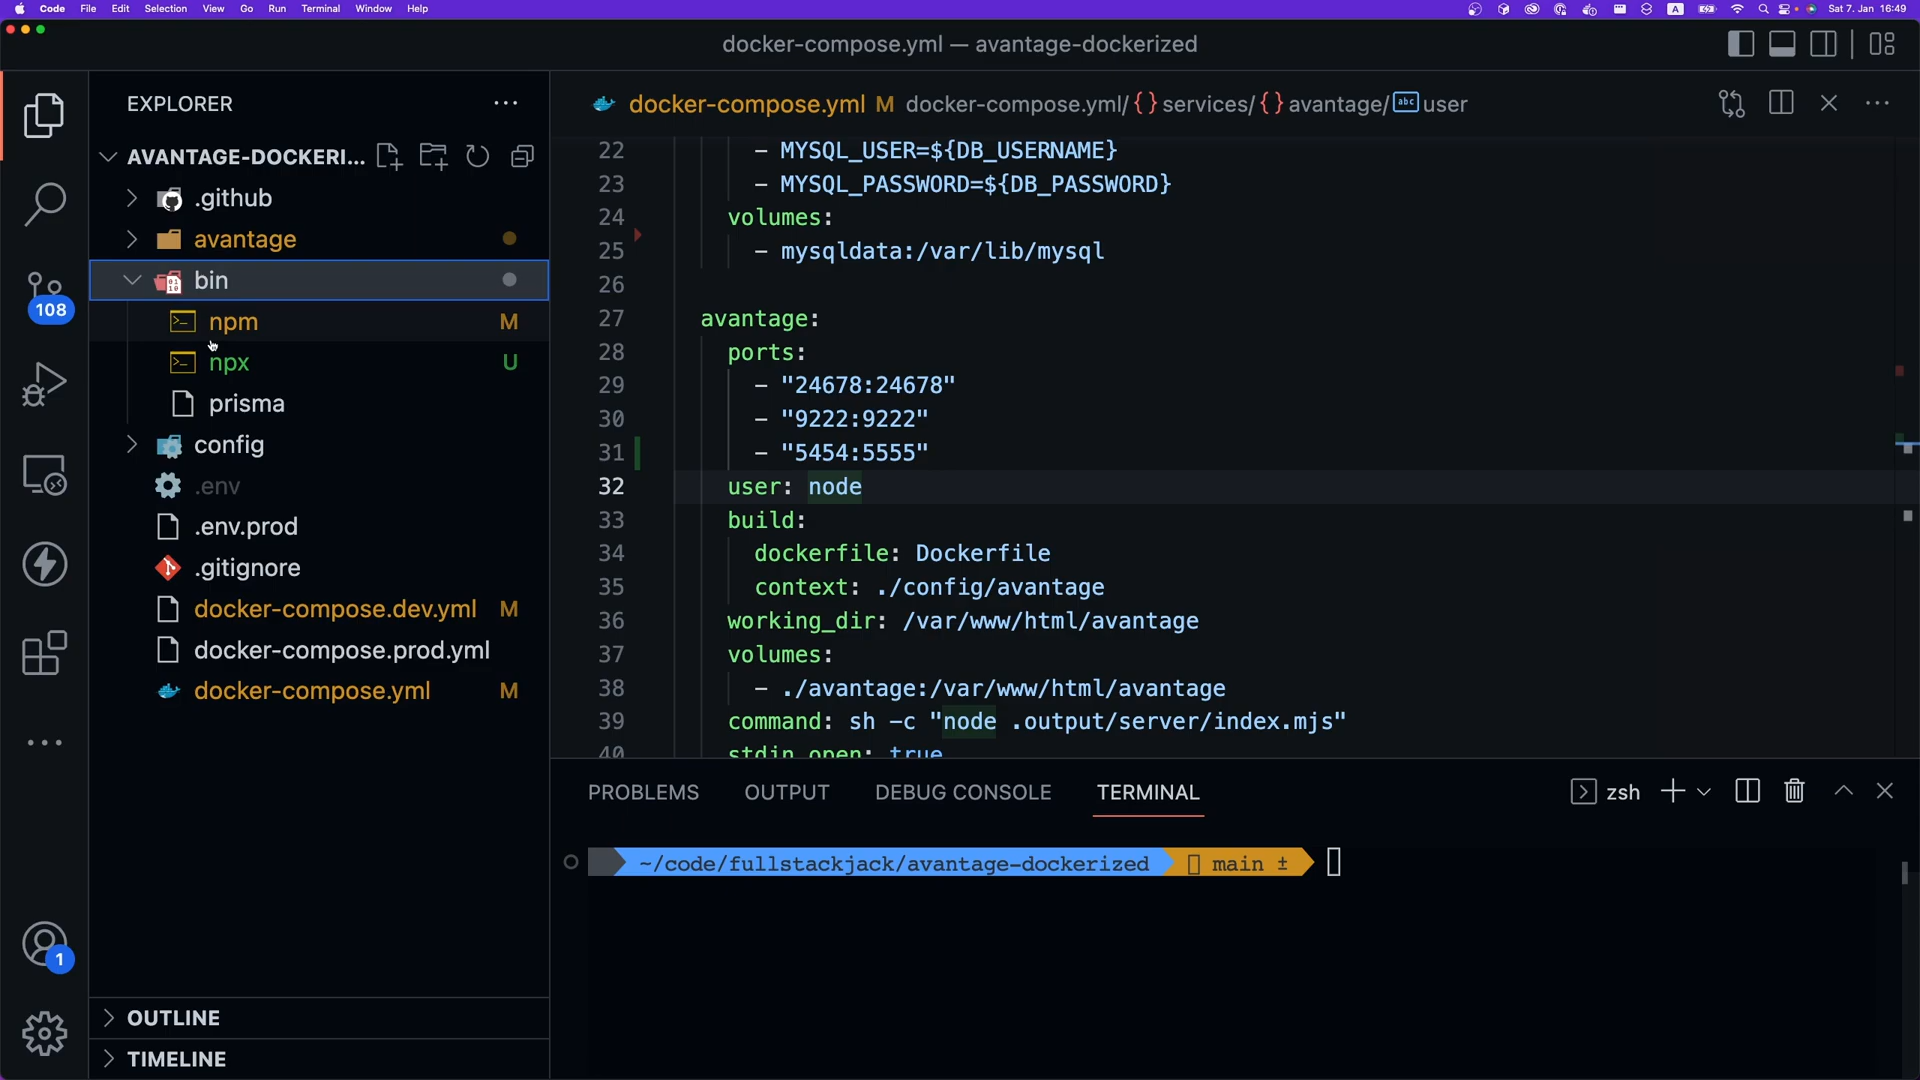 Code File Edit Selection View Go Run Terminal Window Help
A
Sat 7. Jan 16:49
docker-compose.yml — avantage-dockerized
EXPLORER
AVANTAGE-DOCKERI...
.github
avantage
bin
npm M
npx U
prisma
config
.env
.env.prod
.gitignore
docker-compose.dev.yml M
docker-compose.prod.yml
docker-compose.yml M
OUTLINE
TIMELINE
108
1
docker-compose.yml M docker-compose.yml/ {} services/ {} avantage/ abc user
22 - MYSQL_USER=${DB_USERNAME}
23 - MYSQL_PASSWORD=${DB_PASSWORD}
24 volumes:
25 - mysqldata:/var/lib/mysql
26
27 avantage:
28 ports:
29 - "24678:24678"
30 - "9222:9222"
31 - "5454:5555"
32 user: node
33 build:
34 dockerfile: Dockerfile
35 context: ./config/avantage
36 working_dir: /var/www/html/avantage
37 volumes:
38 - ./avantage:/var/www/html/avantage
39 command: sh -c "node .output/server/index.mjs"
40 stdin_open: true
PROBLEMS OUTPUT DEBUG CONSOLE TERMINAL
zsh
~/code/fullstackjack/avantage-dockerized main ±